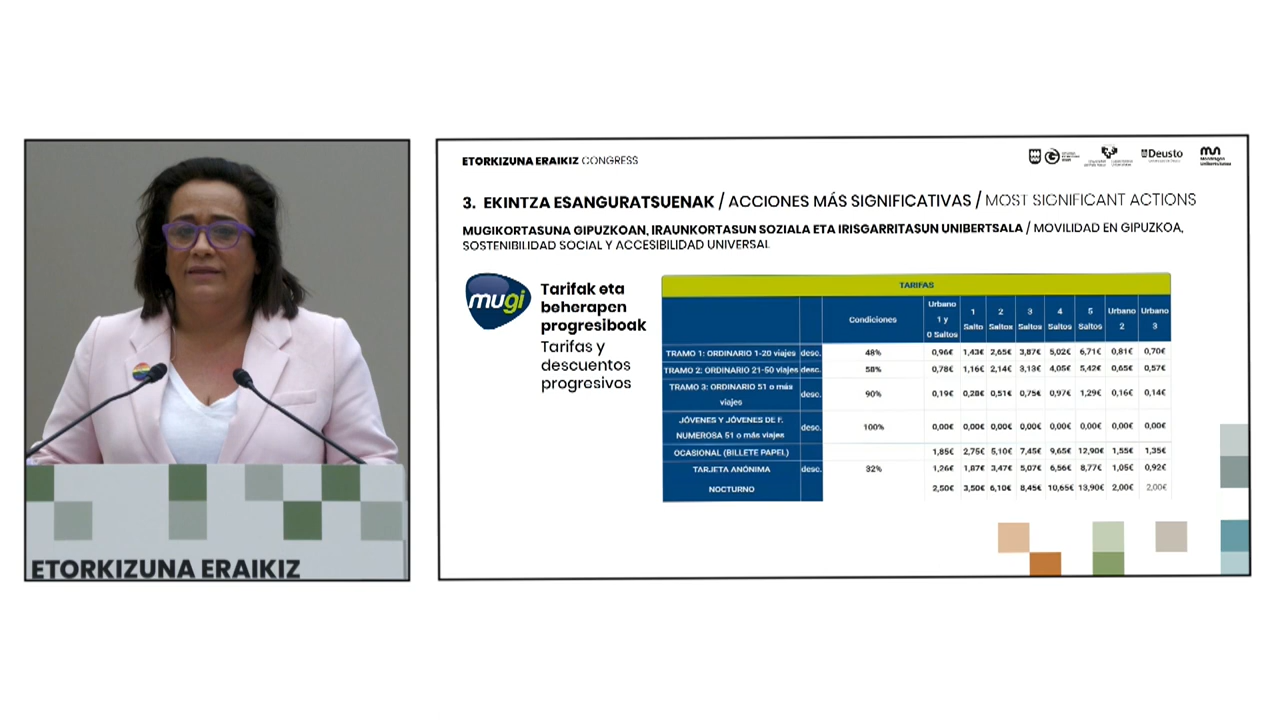 ETORKIZUNA ERAIKIZ
ETORKIZUNA ERAIKIZ CONGRESS
Deusto
3. EKINTZA ESANGURATSUENAK / ACCIONES MÁS SIGNIFICATIVAS / MOST SIGNIFICANT ACTIONS
MUGIKORTASUNA GIPUZKOAN, IRAUNKORTASUN SOZIALA ETA IRISGARRITASUN UNIBERTSALA / MOVILIDAD EN GIPUZKOA,
SOSTENIBILIDAD SOCIAL Y ACCESIBILIDAD UNIVERSAL
mugi
Tarifak eta
beherapen
progresiboak
Tarifas y
descuentos
progresivos
TARIFAS
Condiciones Urbano 1 y 0 Saltos 1 Salto 2 Saltos 3 Saltos 4 Saltos 5 Saltos Urbano 2 Urbano 3
TRAMO 1: ORDINARIO 1-20 viajes desc. 48% 0,96€ 1,43€ 2,65€ 3,87€ 5,02€ 6,71€ 0,81€ 0,70€
TRAMO 2: ORDINARIO 21-50 viajes desc. 58% 0,78€ 1,16€ 2,14€ 3,13€ 4,05€ 5,42€ 0,65€ 0,57€
TRAMO 3: ORDINARIO 51 o más
viajes desc. 90% 0,19€ 0,28€ 0,51€ 0,75€ 0,97€ 1,29€ 0,16€ 0,14€
JÓVENES Y JÓVENES DE F.
NUMEROSA 51 o más viajes desc. 100% 0,00€ 0,00€ 0,00€ 0,00€ 0,00€ 0,00€ 0,00€ 0,00€
OCASIONAL (BILLETE PAPEL) 1,85€ 2,75€ 5,10€ 7,45€ 9,65€ 12,90€ 1,55€ 1,35€
TARJETA ANÓNIMA desc. 32% 1,26€ 1,87€ 3,47€ 5,07€ 6,56€ 8,77€ 1,05€ 0,92€
NOCTURNO 2,50€ 3,50€ 6,10€ 8,45€ 10,65€ 13,90€ 2,00€ 2,00€